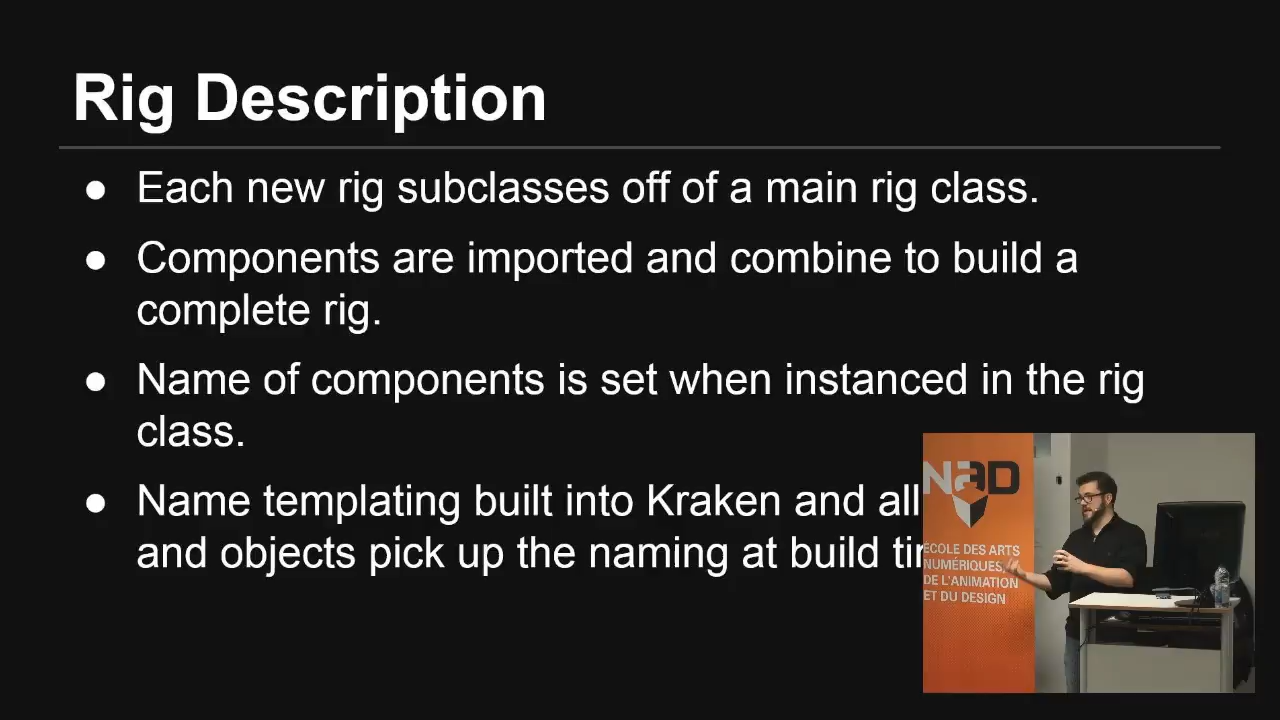 Rig Description
● Each new rig subclasses off of a main rig class.
● Components are imported and combine to build a
complete rig.
● Name of components is set when instanced in the rig
class.
● Name templating built into Kraken and all
and objects pick up the naming at build
NAD
ÉCOLE DES ARTS
NUMÉRIQUES,
DE L'ANIMATION
ET DU DESIGN